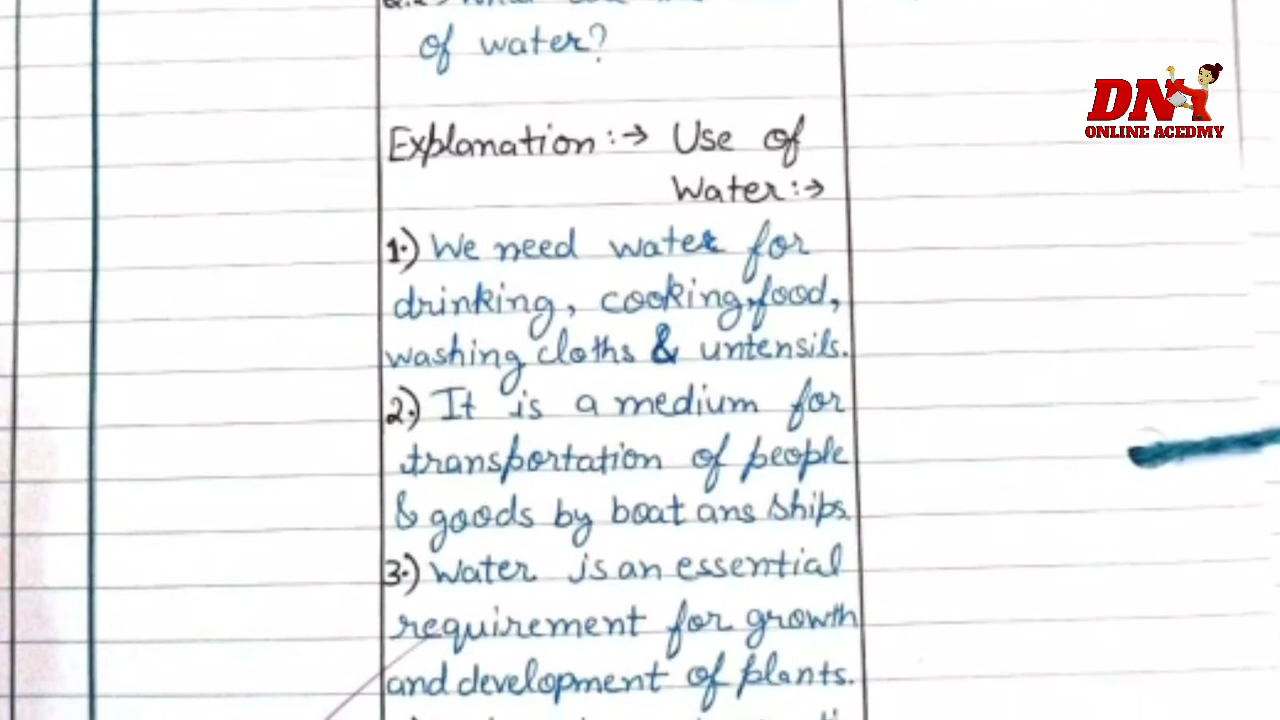 of water?
Explanation:→ Use of
Water:→
1.) We need water for
drinking, cooking,food,
washing cloths & untensils.
2.) It is a medium for
transportation of people
& goods by boat ans ships.
3.) Water is an essential
requirement for growth
and development of plants.
DNA
ONLINE ACEDMY